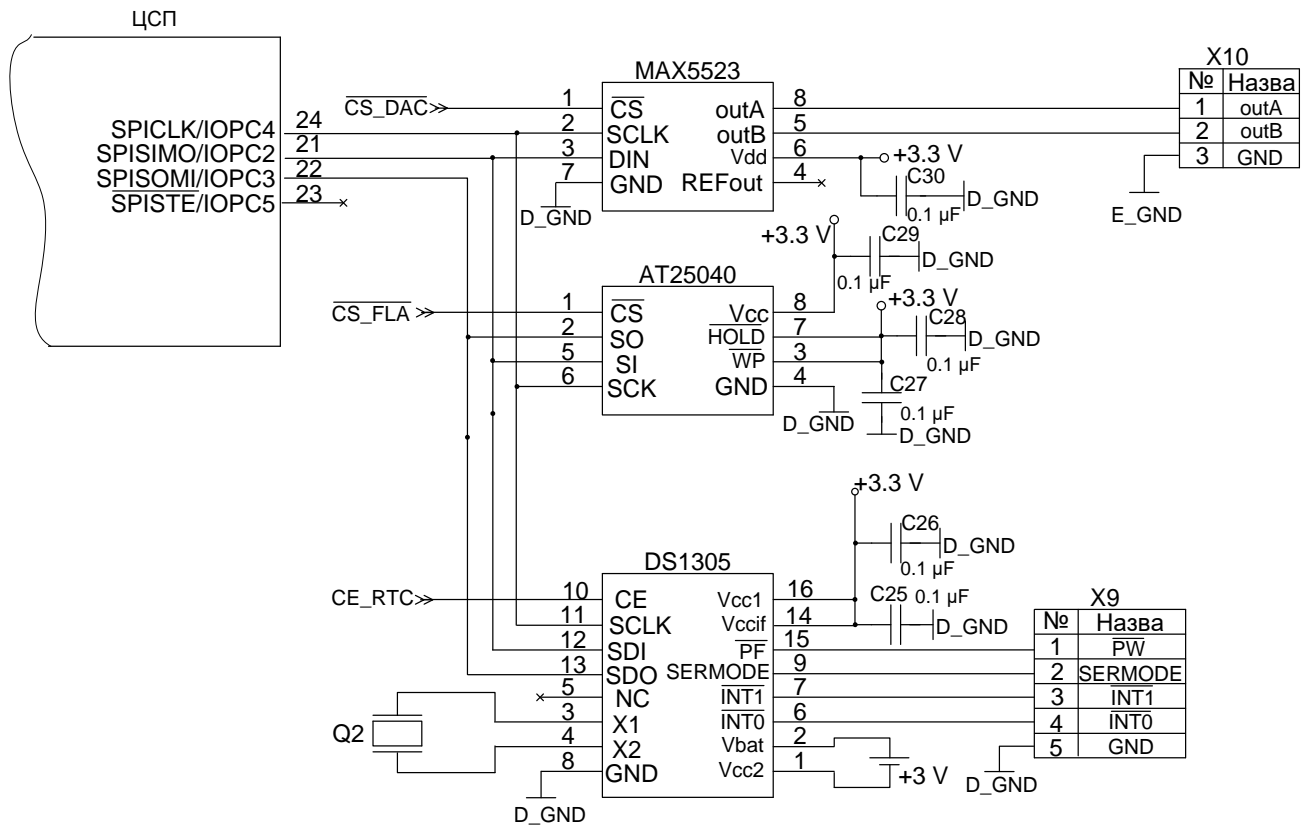 ЦСП
SPICLK/IOPC4 24
SPISIMO/IOPC2 21
SPISOMI/IOPC3 22
SPISTE/IOPC5 23
CS_DAC
MAX5523
1 CS outA 8
2 SCLK outB 5
3 DIN Vdd 6
7 GND REFout 4
D_GND
+3.3 V
C30
0.1 µF
D_GND
X10
№ Назва
1 outA
2 outB
3 GND
E_GND
+3.3 V
C29
0.1 µF
D_GND
CS_FLA
AT25040
1 CS Vcc 8
2 SO HOLD 7
5 SI WP 3
6 SCK GND 4
D_GND
+3.3 V
C28
0.1 µF
D_GND
C27
0.1 µF
D_GND
+3.3 V
C26
0.1 µF
D_GND
C25 0.1 µF
D_GND
CE_RTC
DS1305
10 CE Vcc1 16
11 SCLK Vccif 14
12 SDI PF 15
13 SDO SERMODE 9
5 NC INT1 7
3 X1 INT0 6
4 X2 Vbat 2
8 GND Vcc2 1
Q2
D_GND
+3 V
X9
№ Назва
1 PW
2 SERMODE
3 INT1
4 INT0
5 GND
D_GND